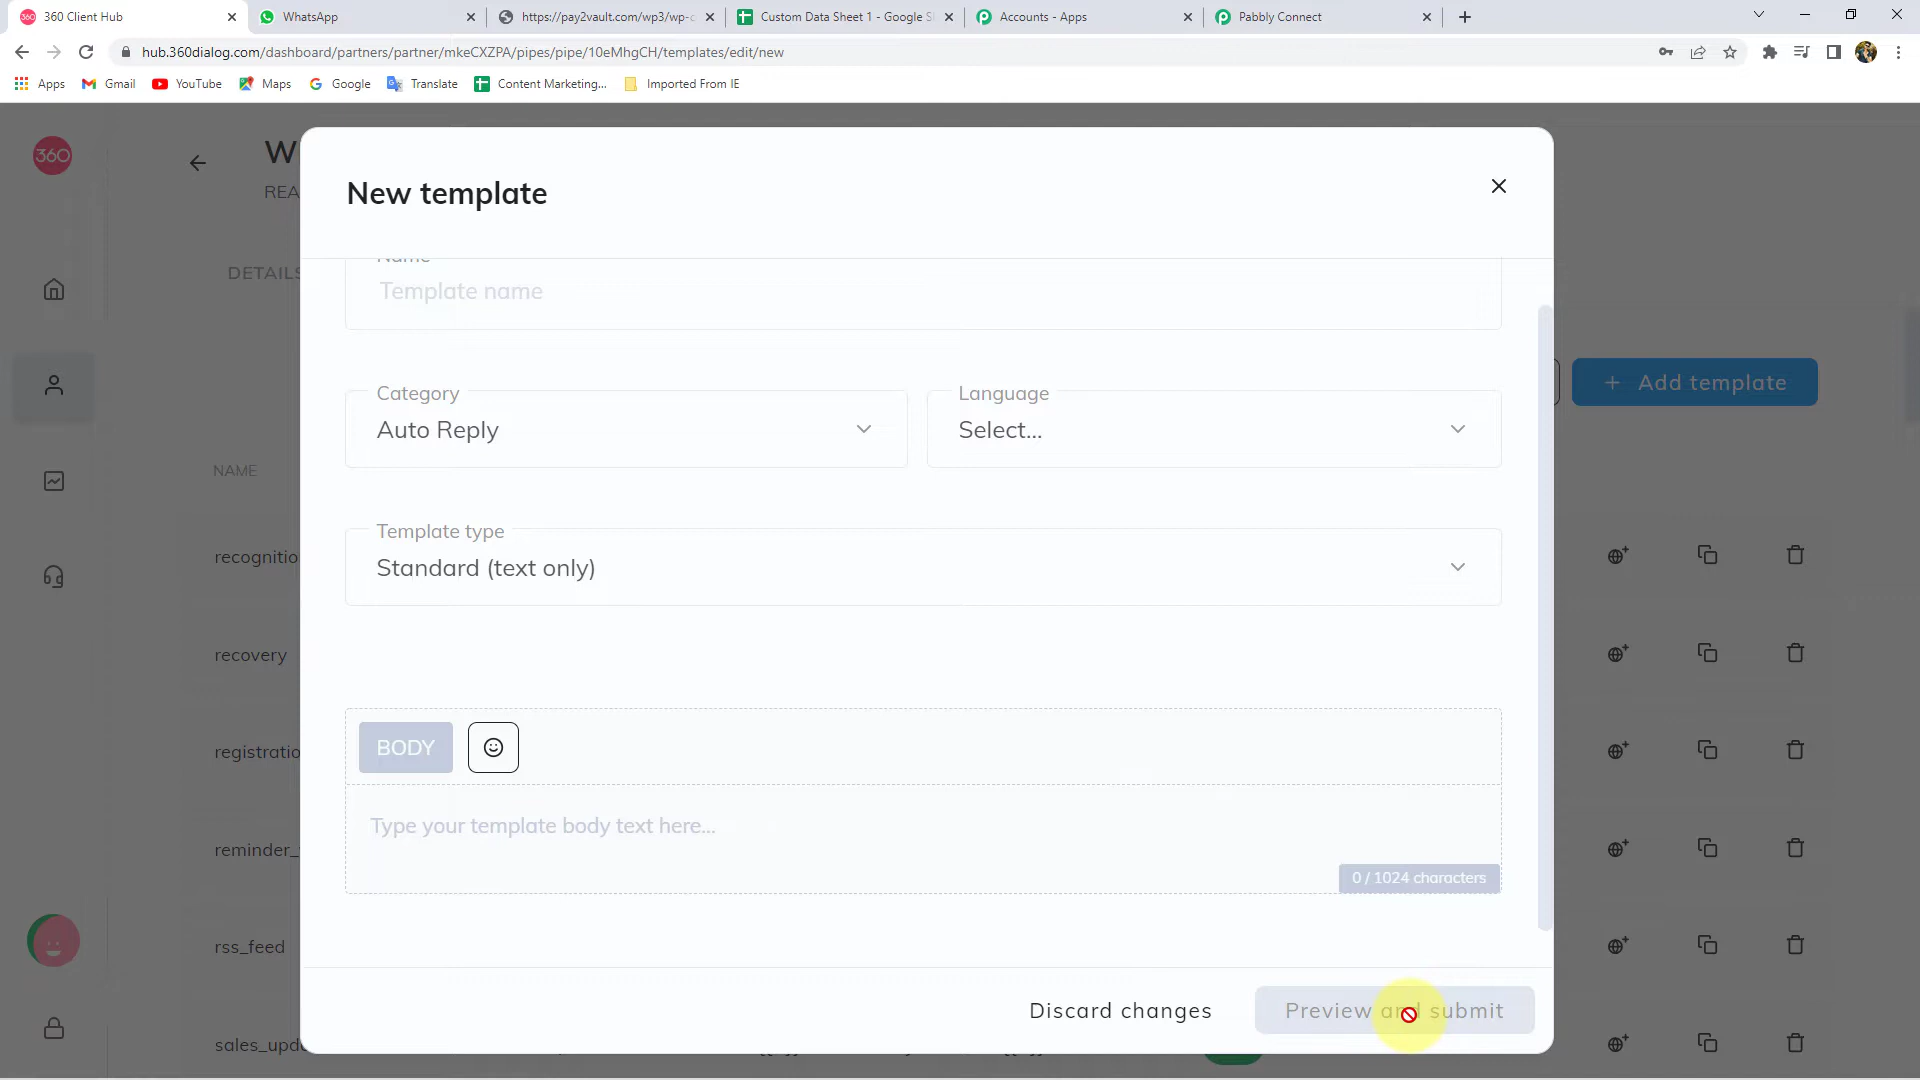 360 Client Hub
WhatsApp
https://pay2vault.com/wp3/wp-c
Custom Data Sheet 1 - Google S
Accounts - Apps
Pabbly Connect
hub.360dialog.com/dashboard/partners/partner/mkeCXZPA/pipes/pipe/10eMhgCH/templates/edit/new
Apps
Gmail
YouTube
Maps
Google
Translate
Content Marketing...
Imported From IE
360
W
REA
DETAILS
New template
Name
Template name
Add template
Category
Auto Reply
Language
Select...
NAME
Template type
Standard (text only)
recognitio
recovery
registratio
BODY
Type your template body text here...
reminder_
0 / 1024 characters
rss_feed
Discard changes
Preview and submit
sales_upd